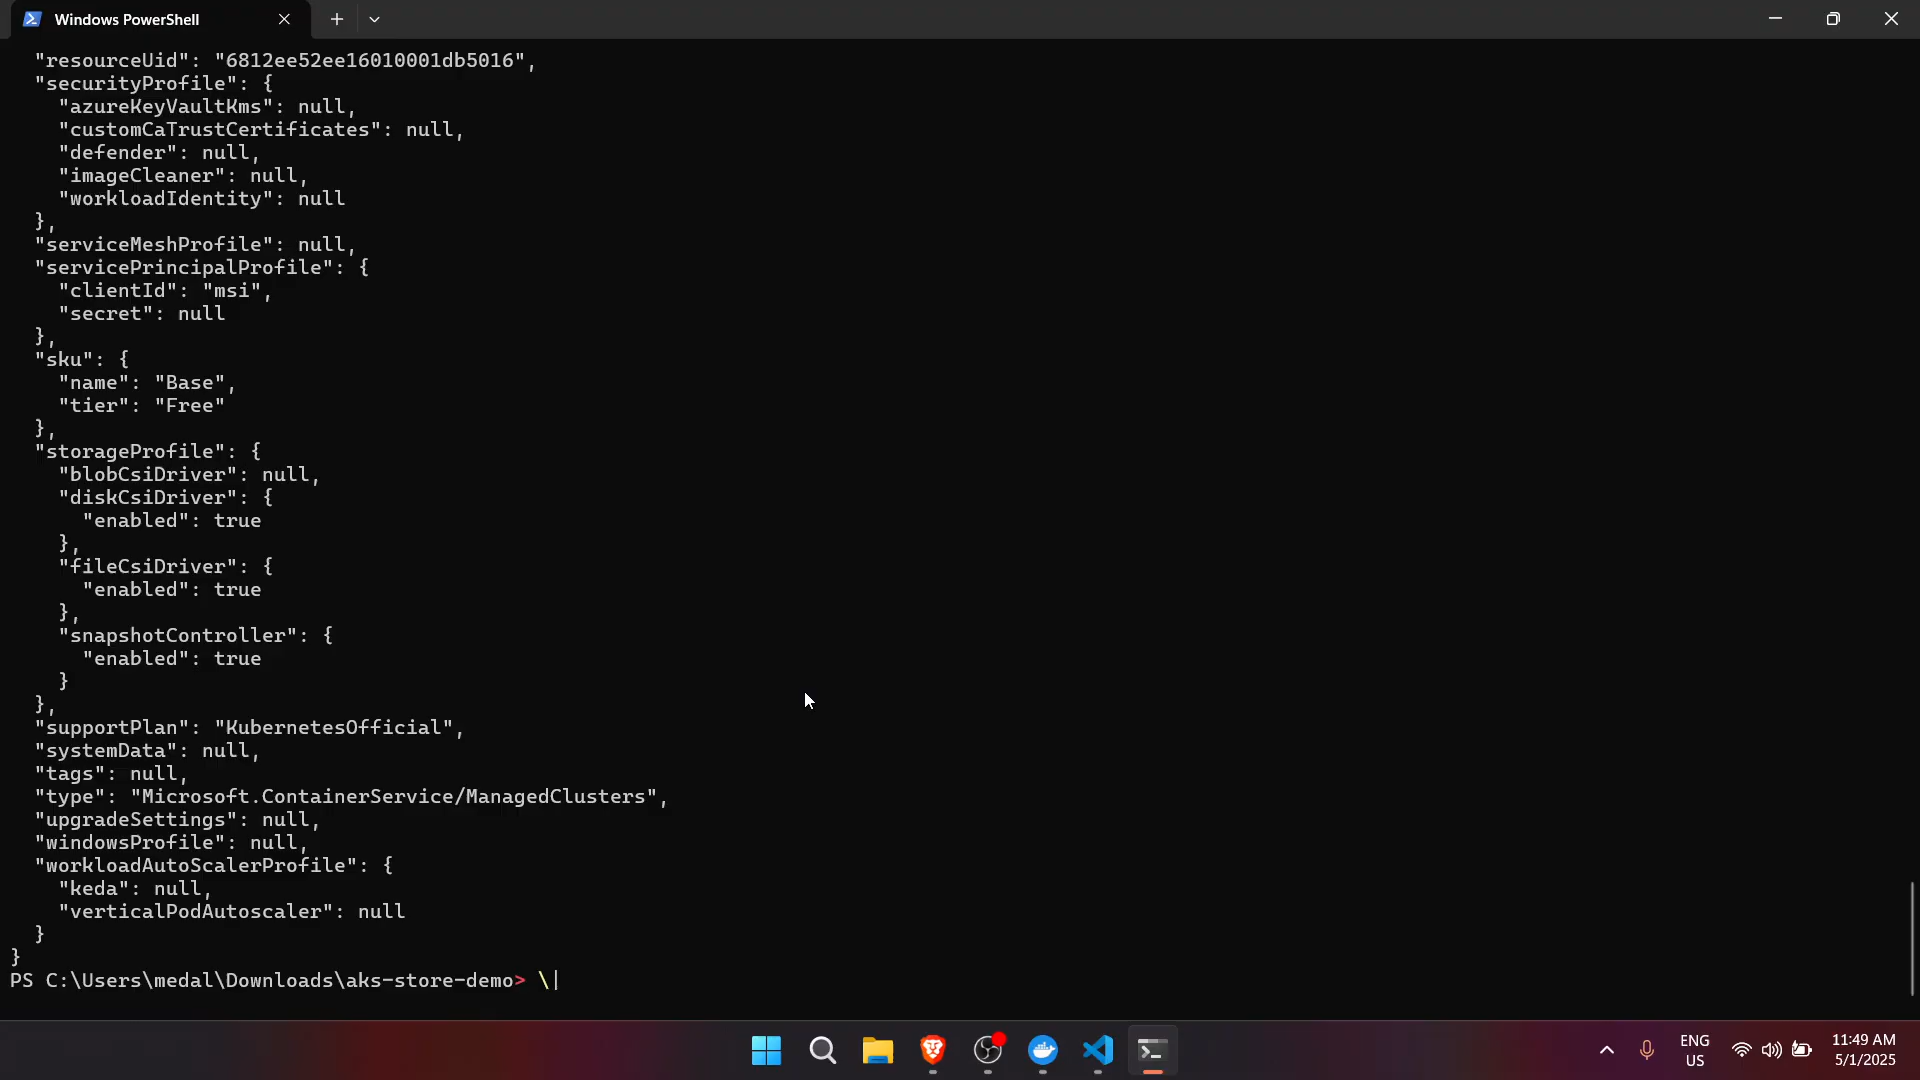 Windows PowerShell
"resourceUid": "6812ee52ee16010001db5016",
"securityProfile": {
"azureKeyVaultKms": null,
"customCaTrustCertificates": null,
"defender": null,
"imageCleaner": null,
"workloadIdentity": null
},
"serviceMeshProfile": null,
"servicePrincipalProfile": {
"clientId": "msi",
"secret": null
},
"sku": {
"name": "Base",
"tier": "Free"
},
"storageProfile": {
"blobCsiDriver": null,
"diskCsiDriver": {
"enabled": true
},
"fileCsiDriver": {
"enabled": true
},
"snapshotController": {
"enabled": true
}
},
"supportPlan": "KubernetesOfficial",
"systemData": null,
"tags": null,
"type": "Microsoft.ContainerService/ManagedClusters",
"upgradeSettings": null,
"windowsProfile": null,
"workloadAutoScalerProfile": {
"keda": null,
"verticalPodAutoscaler": null
}
}
PS C:\Users\medal\Downloads\aks-store-demo> \
ENG
US
11:49 AM
5/1/2025